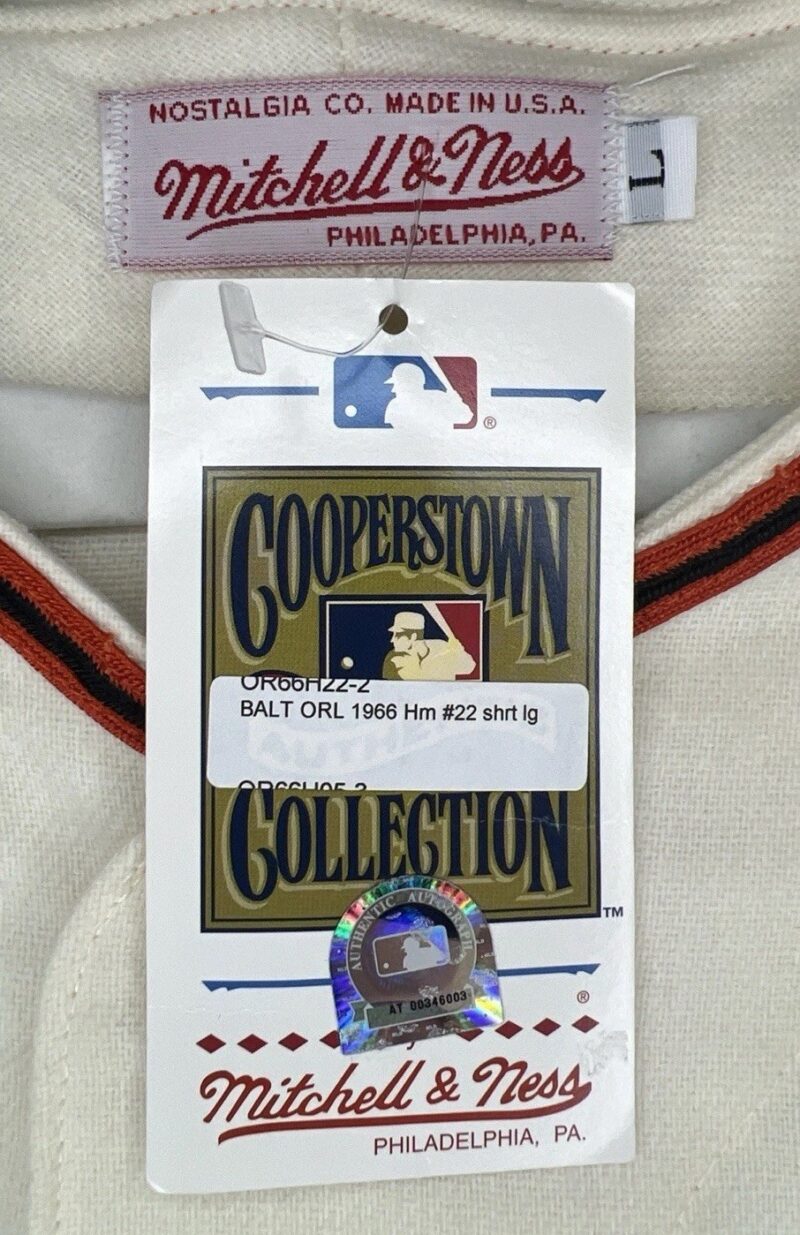 NOSTALGIA CO. MADE IN U.S.A.
Mitchell & Ness
PHILADELPHIA, PA.
L
®
COOPERSTOWN
OR66H22-2
BALT ORL 1966 Hm #22 shrt lg
COLLECTION
TM
AUTHENTIC AUTOGRAPH
AY 00346003
®
Mitchell & Ness
PHILADELPHIA, PA.